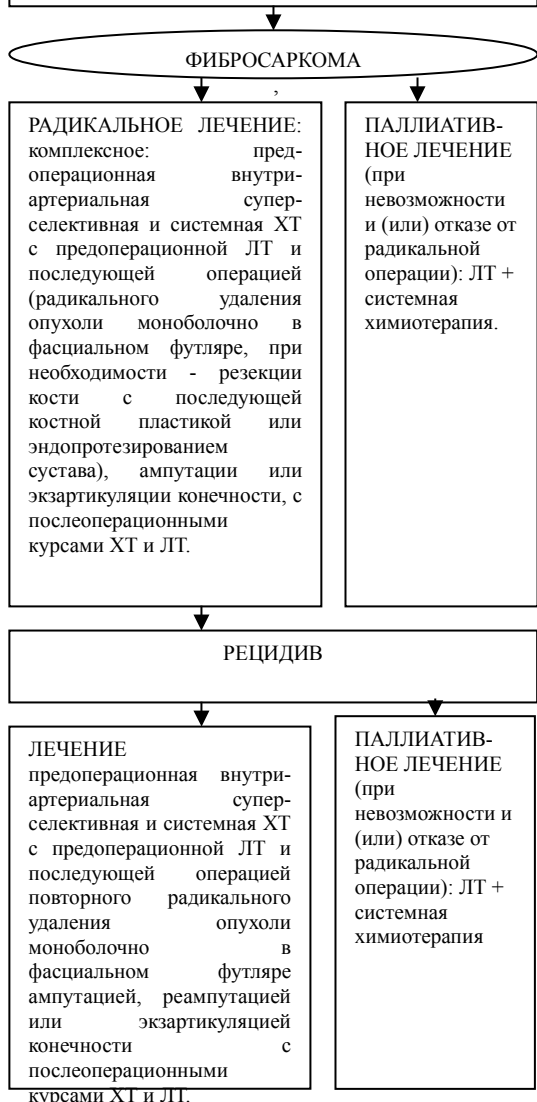 ФИБРОСАРКОМА
,
РАДИКАЛЬНОЕ ЛЕЧЕНИЕ:
комплексное: пред-
операционная внутри-
артериальная супер-
селективная и системная ХТ
с предоперационной ЛТ и
последующей операцией
(радикального удаления
опухоли моноболочно в
фасциальном футляре, при
необходимости - резекции
кости с последующей
костной пластикой или
эндопротезированием
сустава), ампутации или
экзартикуляции конечности, с
послеоперационными
курсами ХТ и ЛТ.
ПАЛЛИАТИВ-
НОЕ ЛЕЧЕНИЕ
(при
невозможности
и (или) отказе от
радикальной
операции): ЛТ +
системная
химиотерапия.
РЕЦИДИВ
ЛЕЧЕНИЕ
предоперационная внутри-
артериальная супер-
селективная и системная ХТ
с предоперационной ЛТ и
последующей операцией
повторного радикального
удаления опухоли
моноболочно в
фасциальном футляре
ампутацией, реампутацией
или экзартикуляцией
конечности с
послеоперационными
курсами ХТ и ЛТ.
ПАЛЛИАТИВ-
НОЕ ЛЕЧЕНИЕ
(при
невозможности и
(или) отказе от
радикальной
операции): ЛТ +
системная
химиотерапия